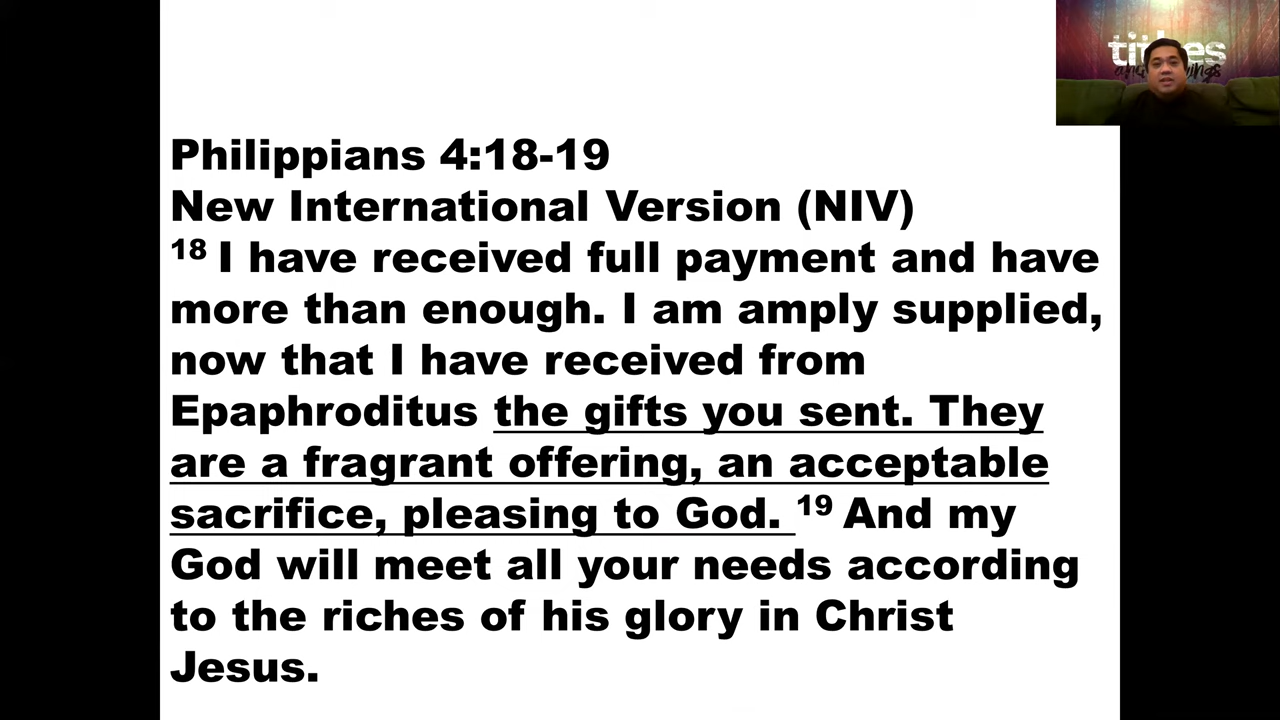 Philippians 4:18-19
New International Version (NIV)
18 I have received full payment and have
more than enough. I am amply supplied,
now that I have received from
Epaphroditus the gifts you sent. They
are a fragrant offering, an acceptable
sacrifice, pleasing to God. 19 And my
God will meet all your needs according
to the riches of his glory in Christ
Jesus.